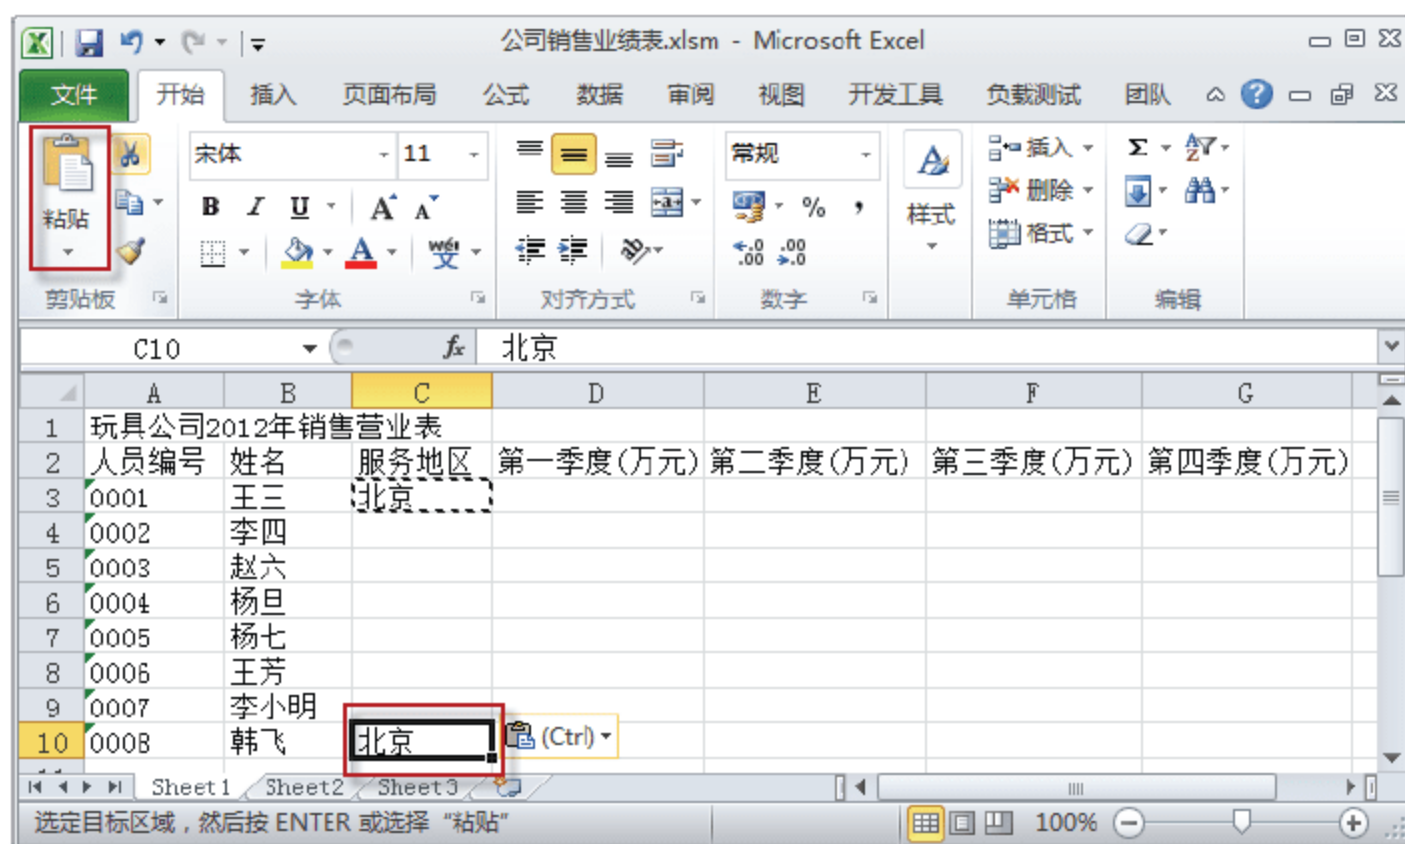 公司销售业绩表.xlsm - Microsoft Excel
文件 开始 插入 页面布局 公式 数据 审阅 视图 开发工具 负载测试 团队
粘贴 宋体 11 常规 样式 插入 删除 格式
B I U A A wén 文 A % , Σ
剪贴板 字体 对齐方式 数字 单元格 编辑
C10 fx 北京
A B C D E F G
1 玩具公司2012年销售营业表
2 人员编号 姓名 服务地区 第一季度(万元) 第二季度(万元) 第三季度(万元) 第四季度(万元)
3 0001 王三 北京
4 0002 李四
5 0003 赵六
6 0004 杨旦
7 0005 杨七
8 0006 王芳
9 0007 李小明
10 0008 韩飞 北京 (Ctrl)
Sheet1 Sheet2 Sheet3
选定目标区域，然后按 ENTER 或选择“粘贴” 100%